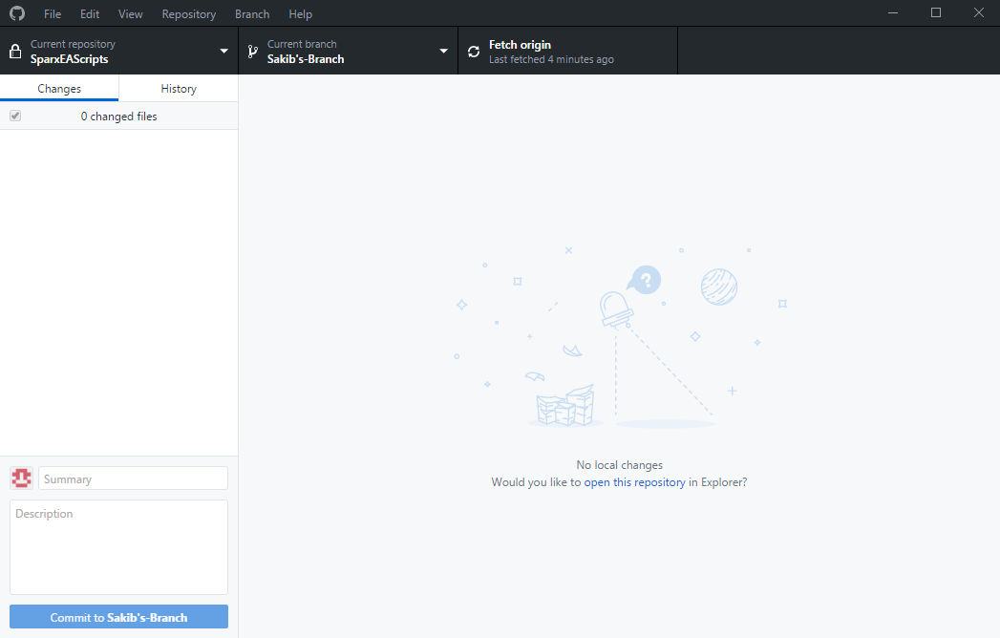 File Edit View Repository Branch Help
Current repository
SparxEAScripts
Current branch
Sakib's-Branch
Fetch origin
Last fetched 4 minutes ago
Changes
History
0 changed files
?
No local changes
Would you like to open this repository in Explorer?
Summary
Description
Commit to Sakib's-Branch